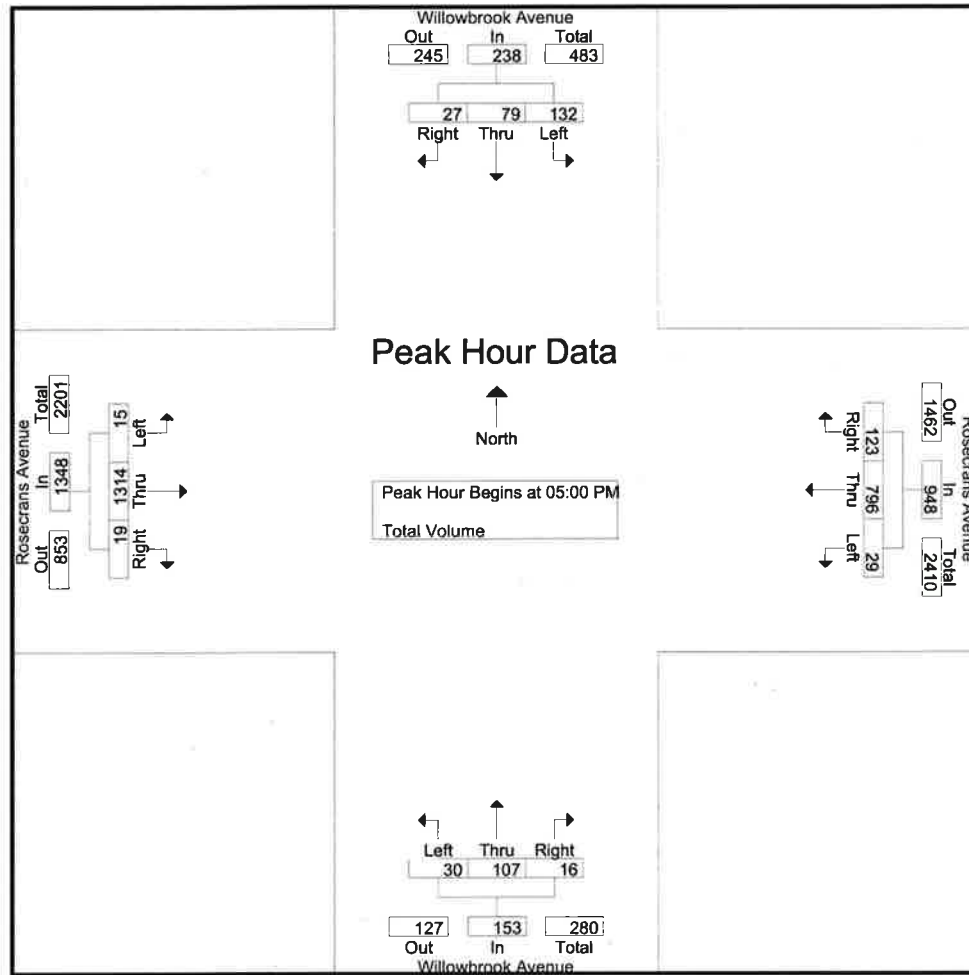 Willowbrook Avenue
Out In Total
245 238 483
27 79 132
Right Thru Left
Peak Hour Data
North
Peak Hour Begins at 05:00 PM
Total Volume
Rosecrans Avenue
Total In Out
2201 1348 853
15 1314 19
Left Thru Right
Right Thru Left
123 796 29
Out In Total
1462 948 2410
Rosecrans Avenue
Left Thru Right
30 107 16
127 153 280
Out In Total
Willowbrook Avenue